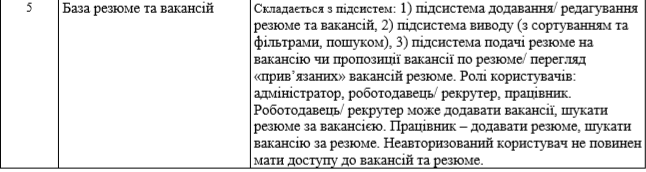 5 База резюме та вакансій Складається з підсистем: 1) підсистема додавання/ редагування
резюме та вакансій, 2) підсистема виводу (з сортуванням та
фільтрами, пошуком), 3) підсистема подачі резюме на
вакансію чи пропозиції вакансії по резюме/ перегляд
«прив’язаних» вакансій резюме. Ролі користувачів:
адміністратор, роботодавець/ рекрутер, працівник.
Роботодавець/ рекрутер може додавати вакансії, шукати
резюме за вакансією. Працівник – додавати резюме, шукати
вакансію за резюме. Неавторизований користувач не повинен
мати доступу до вакансій та резюме.